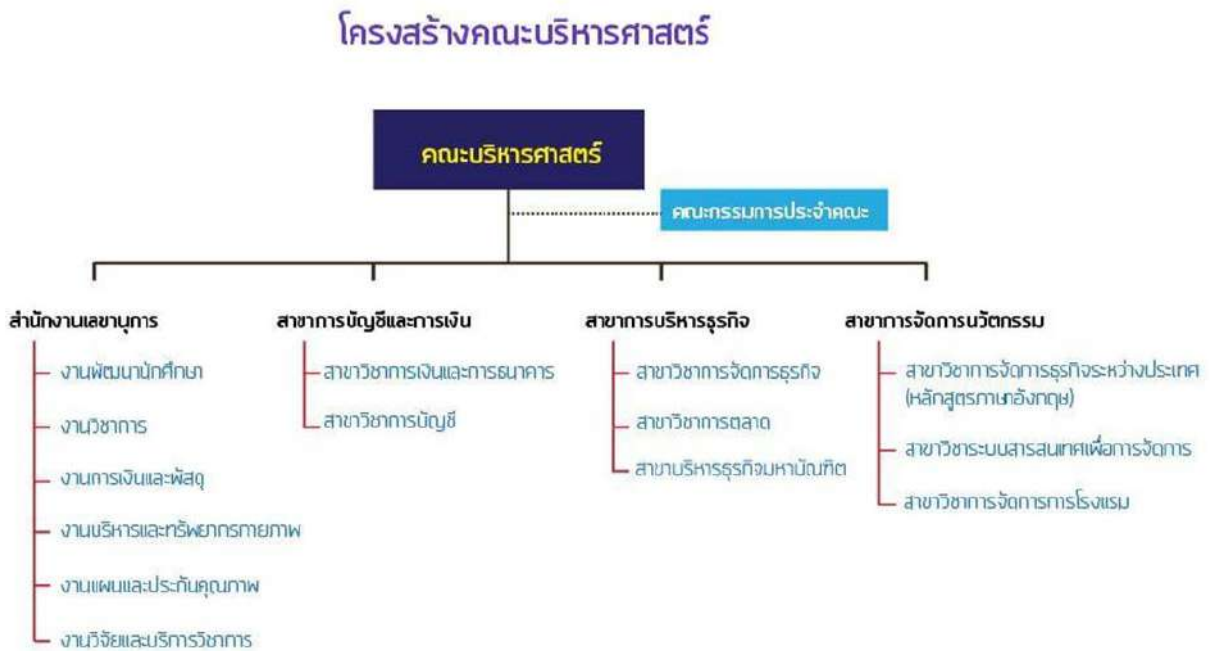 โครงสร้างคณะบริหารศาสตร์
คณะบริหารศาสตร์
คณะกรรมการประจำคณะ
สำนักงานเลขานุการ
งานพัฒนานักศึกษา
งานวิชาการ
งานการเงินและพัสดุ
งานบริหารและทรัพยากรกายภาพ
งานแผนและประกันคุณภาพ
งานวิจัยและบริการวิชาการ
สาขาการบัญชีและการเงิน
สาขาวิชาการเงินและการธนาคาร
สาขาวิชาการบัญชี
สาขาการบริหารธุรกิจ
สาขาวิชาการจัดการธุรกิจ
สาขาวิชาการตลาด
สาขาบริหารธุรกิจมหาบัณฑิต
สาขาการจัดการนวัตกรรม
สาขาวิชาการจัดการธุรกิจระหว่างประเทศ
(หลักสูตรภาษาอังกฤษ)
สาขาวิชาระบบสารสนเทศเพื่อการจัดการ
สาขาวิชาการจัดการการโรงแรม